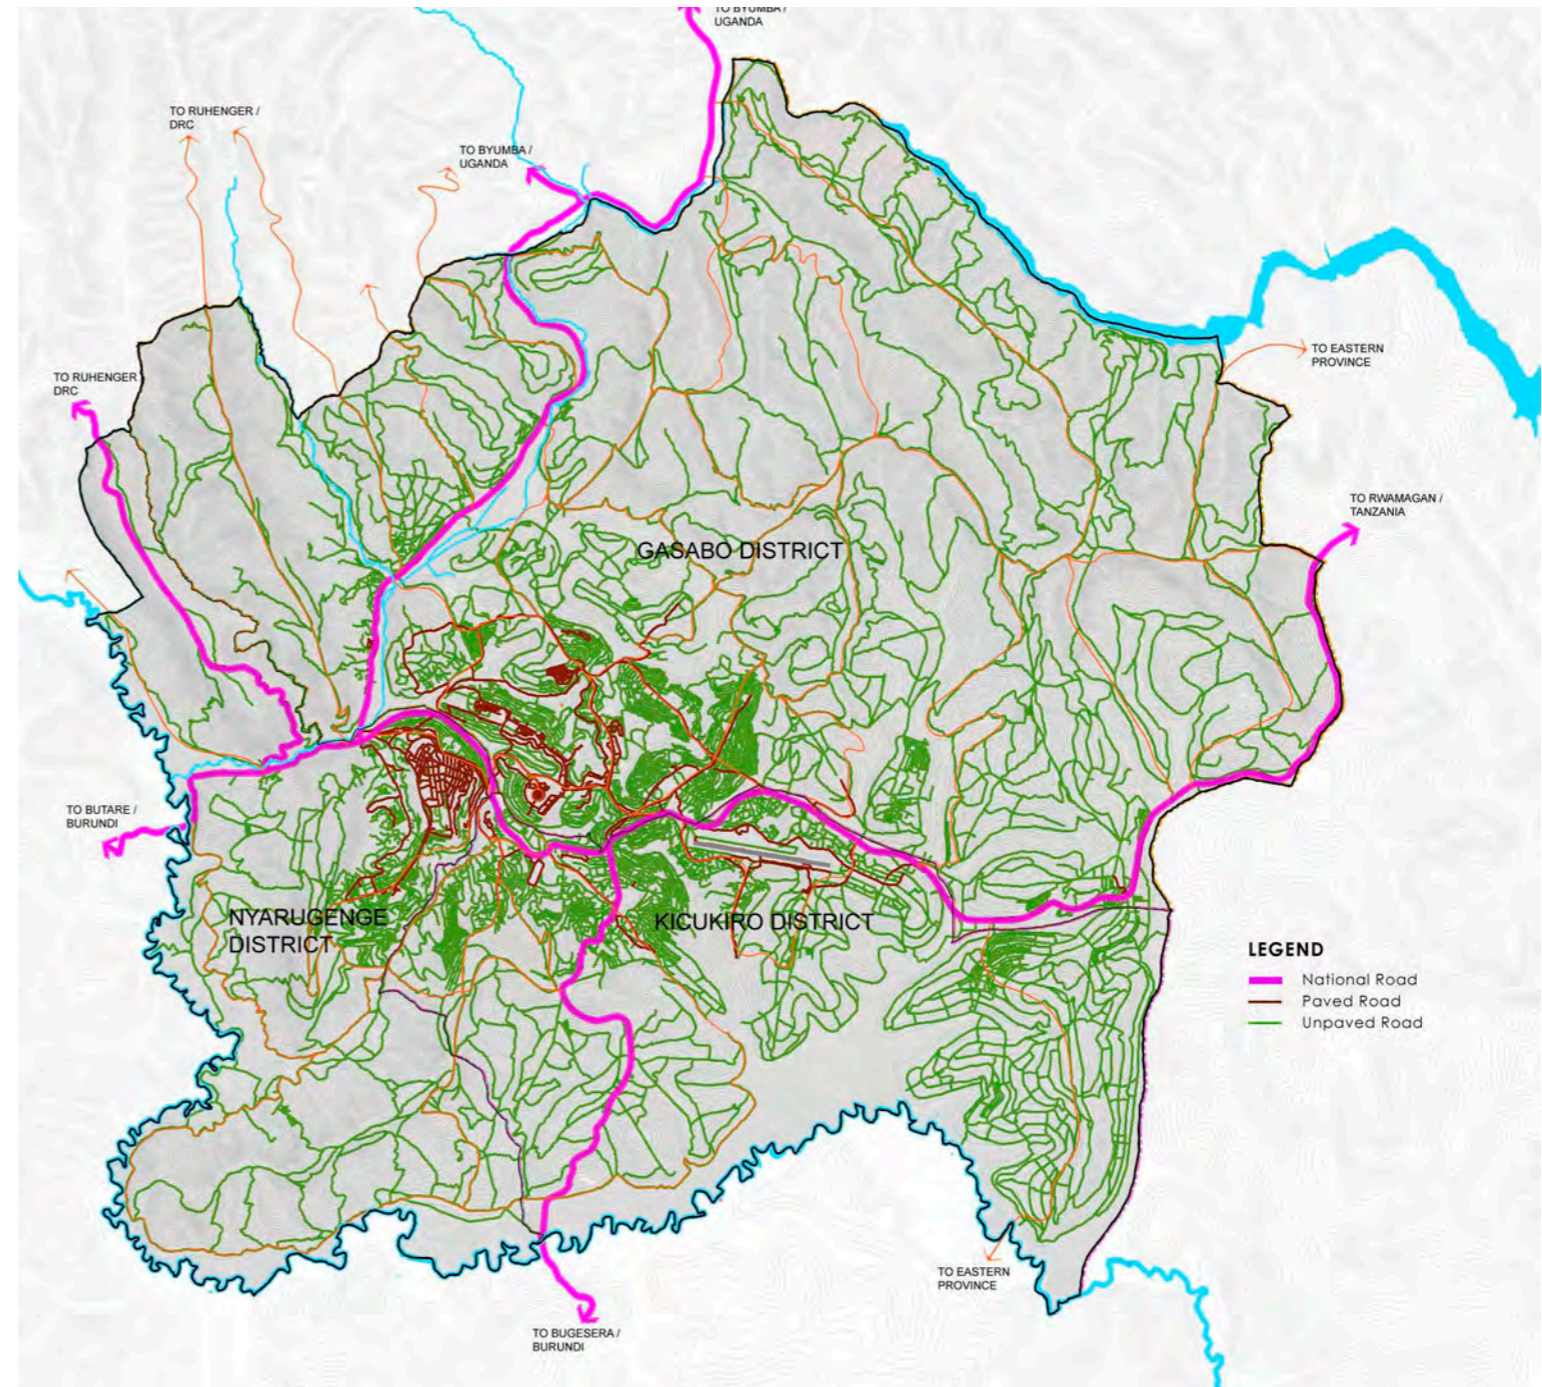 TO BYUMBA /
UGANDA
TO RUHENGER /
DRC
TO BYUMBA /
UGANDA
TO EASTERN
PROVINCE
TO RUHENGER
DRC
TO RWAMAGAN /
TANZANIA
GASABO DISTRICT
TO BUTARE /
BURUNDI
NYARUGENGE
DISTRICT
KICUKIRO DISTRICT
LEGEND
National Road
Paved Road
Unpaved Road
TO EASTERN
PROVINCE
TO BUGESERA /
BURUNDI